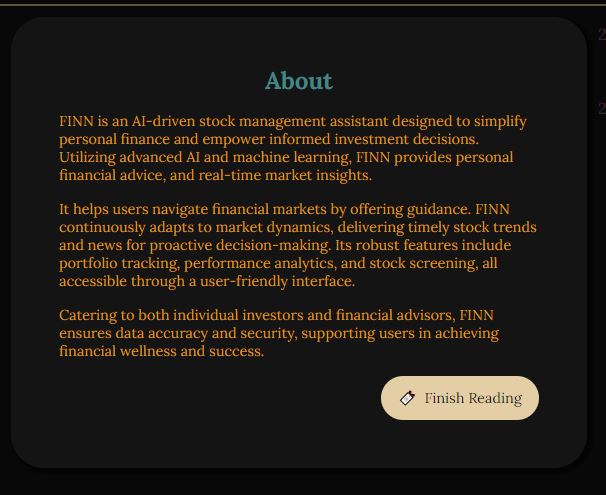 About
FINN is an AI-driven stock management assistant designed to simplify
personal finance and empower informed investment decisions.
Utilizing advanced AI and machine learning, FINN provides personal
financial advice, and real-time market insights.
It helps users navigate financial markets by offering guidance. FINN
continuously adapts to market dynamics, delivering timely stock trends
and news for proactive decision-making. Its robust features include
portfolio tracking, performance analytics, and stock screening, all
accessible through a user-friendly interface.
Catering to both individual investors and financial advisors, FINN
ensures data accuracy and security, supporting users in achieving
financial wellness and success.
Finish Reading